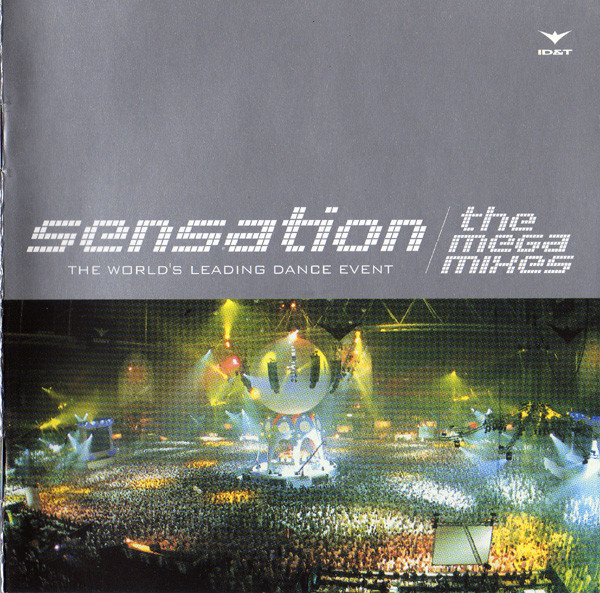 ID&T
sensation / the mega mixes
THE WORLD'S LEADING DANCE EVENT